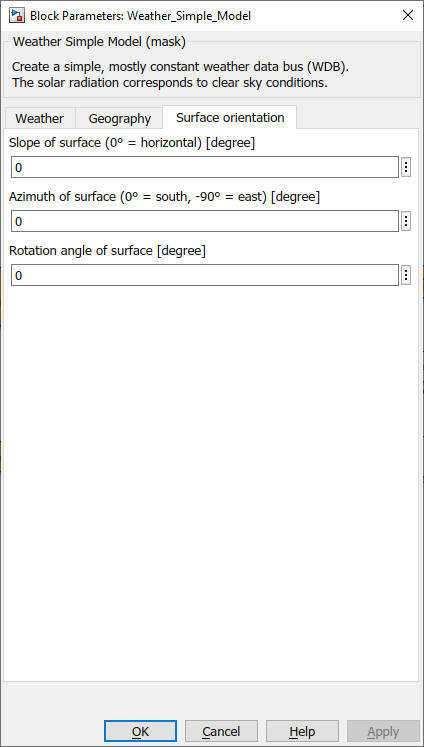 Block Parameters: Weather_Simple_Model
Weather Simple Model (mask)
Create a simple, mostly constant weather data bus (WDB).
The solar radiation corresponds to clear sky conditions.
Weather Geography Surface orientation
Slope of surface (0° = horizontal) [degree]
0
Azimuth of surface (0° = south, -90° = east) [degree]
0
Rotation angle of surface [degree]
0
OK Cancel Help Apply